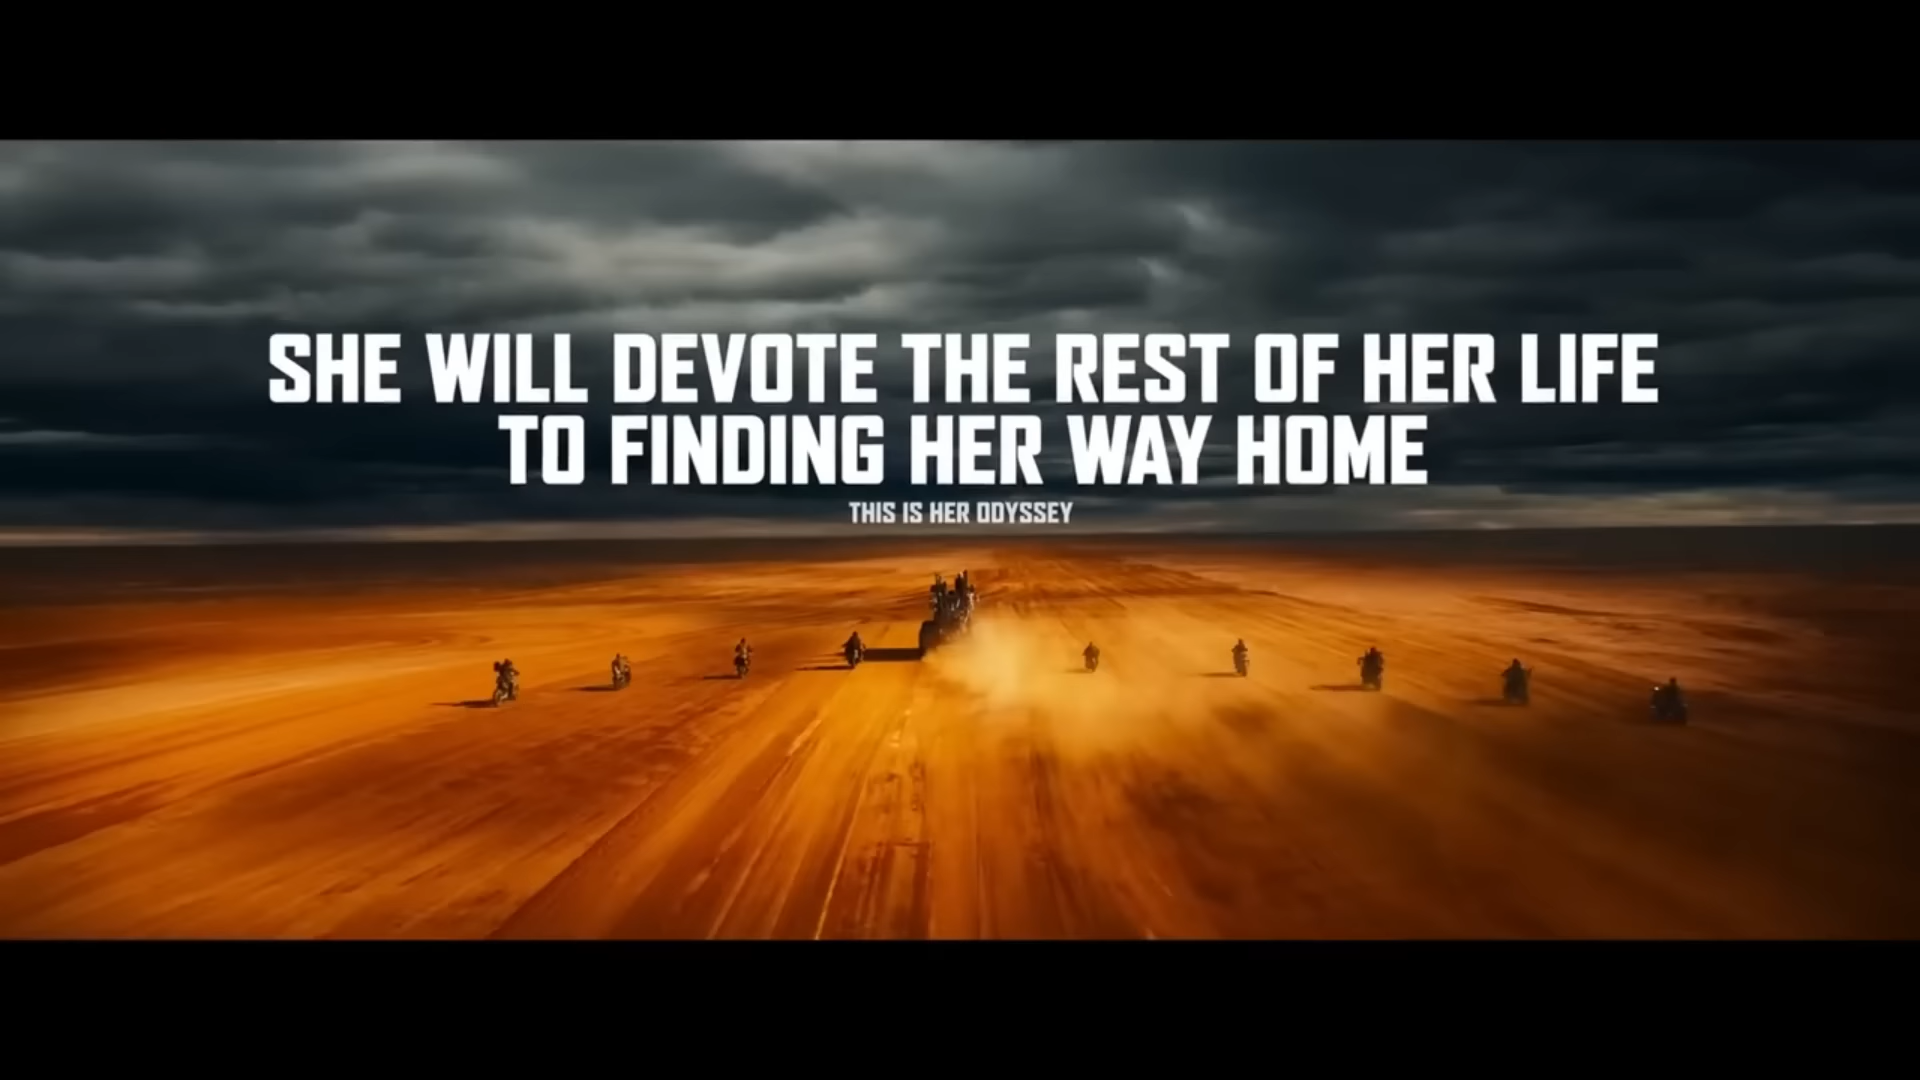 SHE WILL DEVOTE THE REST OF HER LIFE
TO FINDING HER WAY HOME
THIS IS HER ODYSSEY